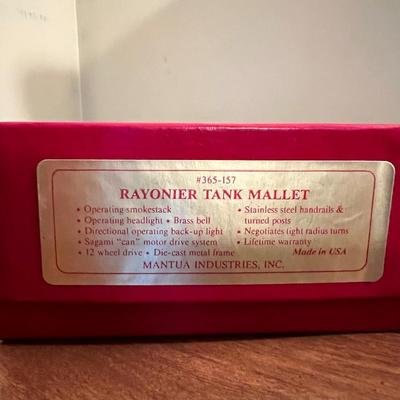 #365-157
RAYONIER TANK MALLET
• Operating smokestack
• Operating headlight • Brass bell
• Directional operating back-up light
• Sagami "can" motor drive system
• 12 wheel drive • Die-cast metal frame
• Stainless steel handrails &
turned posts
• Negotiates tight radius turns
• Lifetime warranty
Made in USA
MANTUA INDUSTRIES, INC.